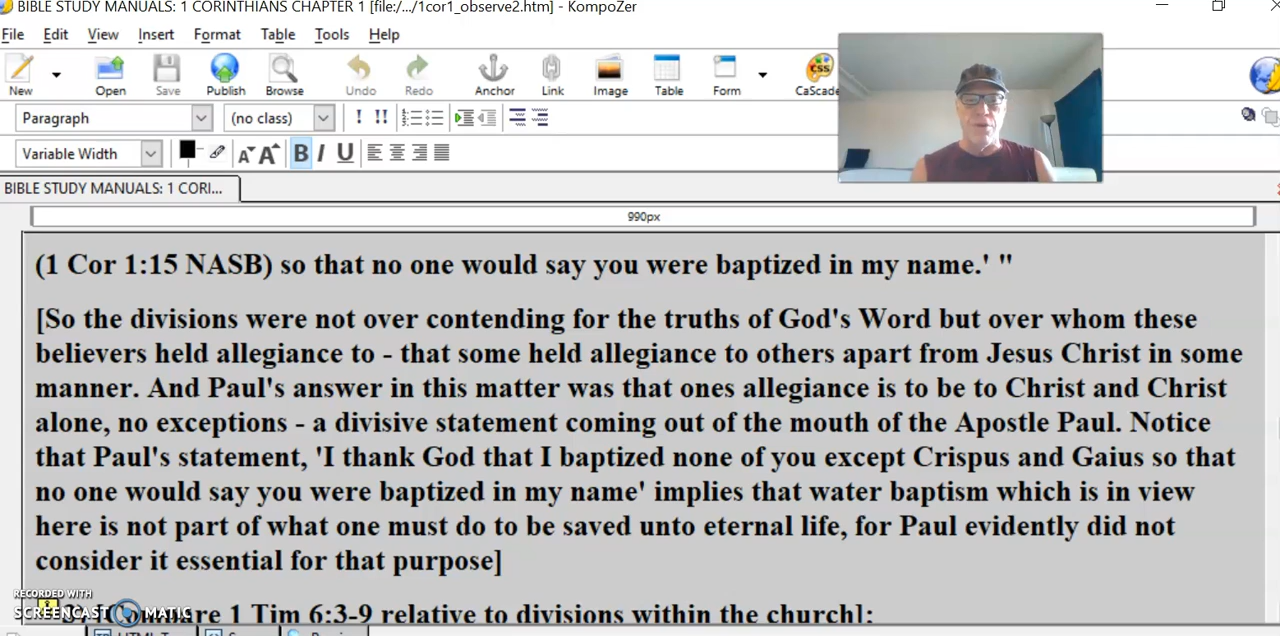 BIBLE STUDY MANUALS: 1 CORINTHIANS CHAPTER 1 [file:/.../1cor1_observe2.htm] - KompoZer
File Edit View Insert Format Table Tools Help
New Open Save Publish Browse Undo Redo Anchor Link Image Table Form CaScade
Paragraph (no class) ! !!
Variable Width A A B I U
BIBLE STUDY MANUALS: 1 CORI...
990px
(1 Cor 1:15 NASB) so that no one would say you were baptized in my name.' "
[So the divisions were not over contending for the truths of God's Word but over whom these
believers held allegiance to - that some held allegiance to others apart from Jesus Christ in some
manner. And Paul's answer in this matter was that ones allegiance is to be to Christ and Christ
alone, no exceptions - a divisive statement coming out of the mouth of the Apostle Paul. Notice
that Paul's statement, 'I thank God that I baptized none of you except Crispus and Gaius so that
no one would say you were baptized in my name' implies that water baptism which is in view
here is not part of what one must do to be saved unto eternal life, for Paul evidently did not
consider it essential for that purpose]
RECORDED WITH
SCREENCAST MATIC
1 Tim 6:3-9 relative to divisions within the church]: